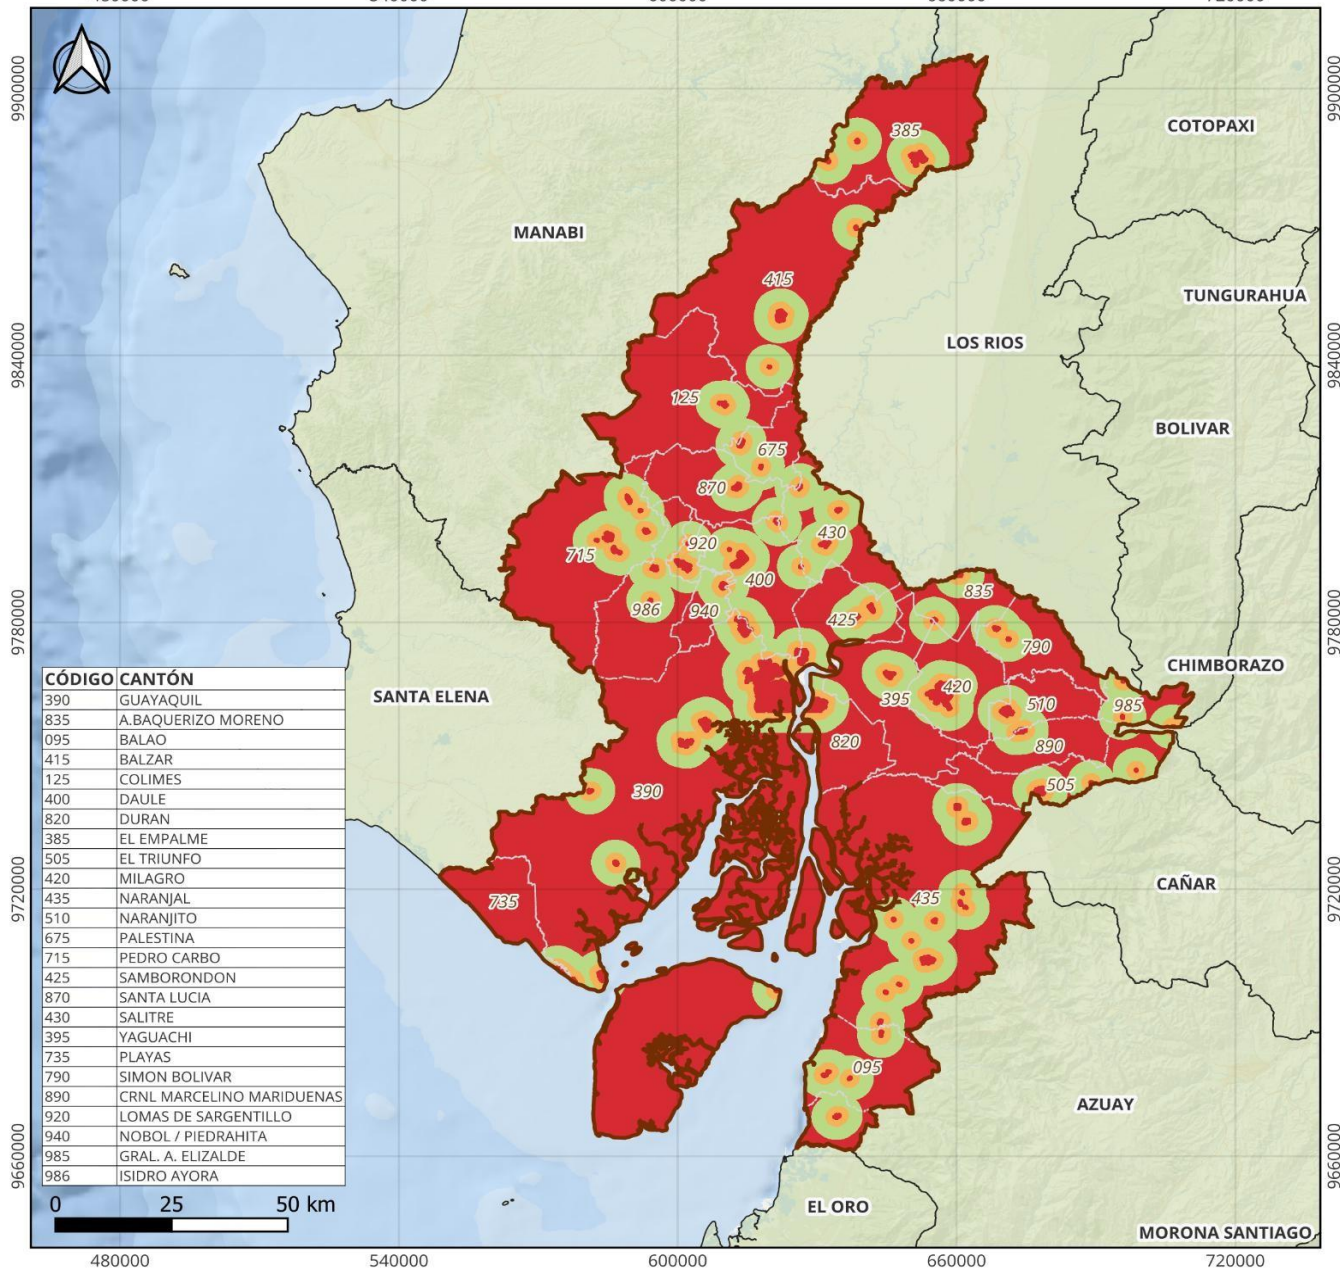 9900000
9900000
COTOPAXI
385
MANABI
415
TUNGURAHUA
LOS RIOS
9840000
9840000
125
BOLIVAR
675
870
430
920
715
400
835
986
940
425
9780000
9780000
790
CHIMBORAZO
SANTA ELENA
420
395
510
985
820
890
390
505
CAÑAR
735
435
9720000
9720000
095
AZUAY
9660000
9660000
EL ORO
MORONA SANTIAGO
CÓDIGO CANTÓN
390 GUAYAQUIL
835 A.BAQUERIZO MORENO
095 BALAO
415 BALZAR
125 COLIMES
400 DAULE
820 DURAN
385 EL EMPALME
505 EL TRIUNFO
420 MILAGRO
435 NARANJAL
510 NARANJITO
675 PALESTINA
715 PEDRO CARBO
425 SAMBORONDON
870 SANTA LUCIA
430 SALITRE
395 YAGUACHI
735 PLAYAS
790 SIMON BOLIVAR
890 CRNL MARCELINO MARIDUENAS
920 LOMAS DE SARGENTILLO
940 NOBOL / PIEDRAHITA
985 GRAL. A. ELIZALDE
986 ISIDRO AYORA
0 25 50 km
480000 540000 600000 660000 720000